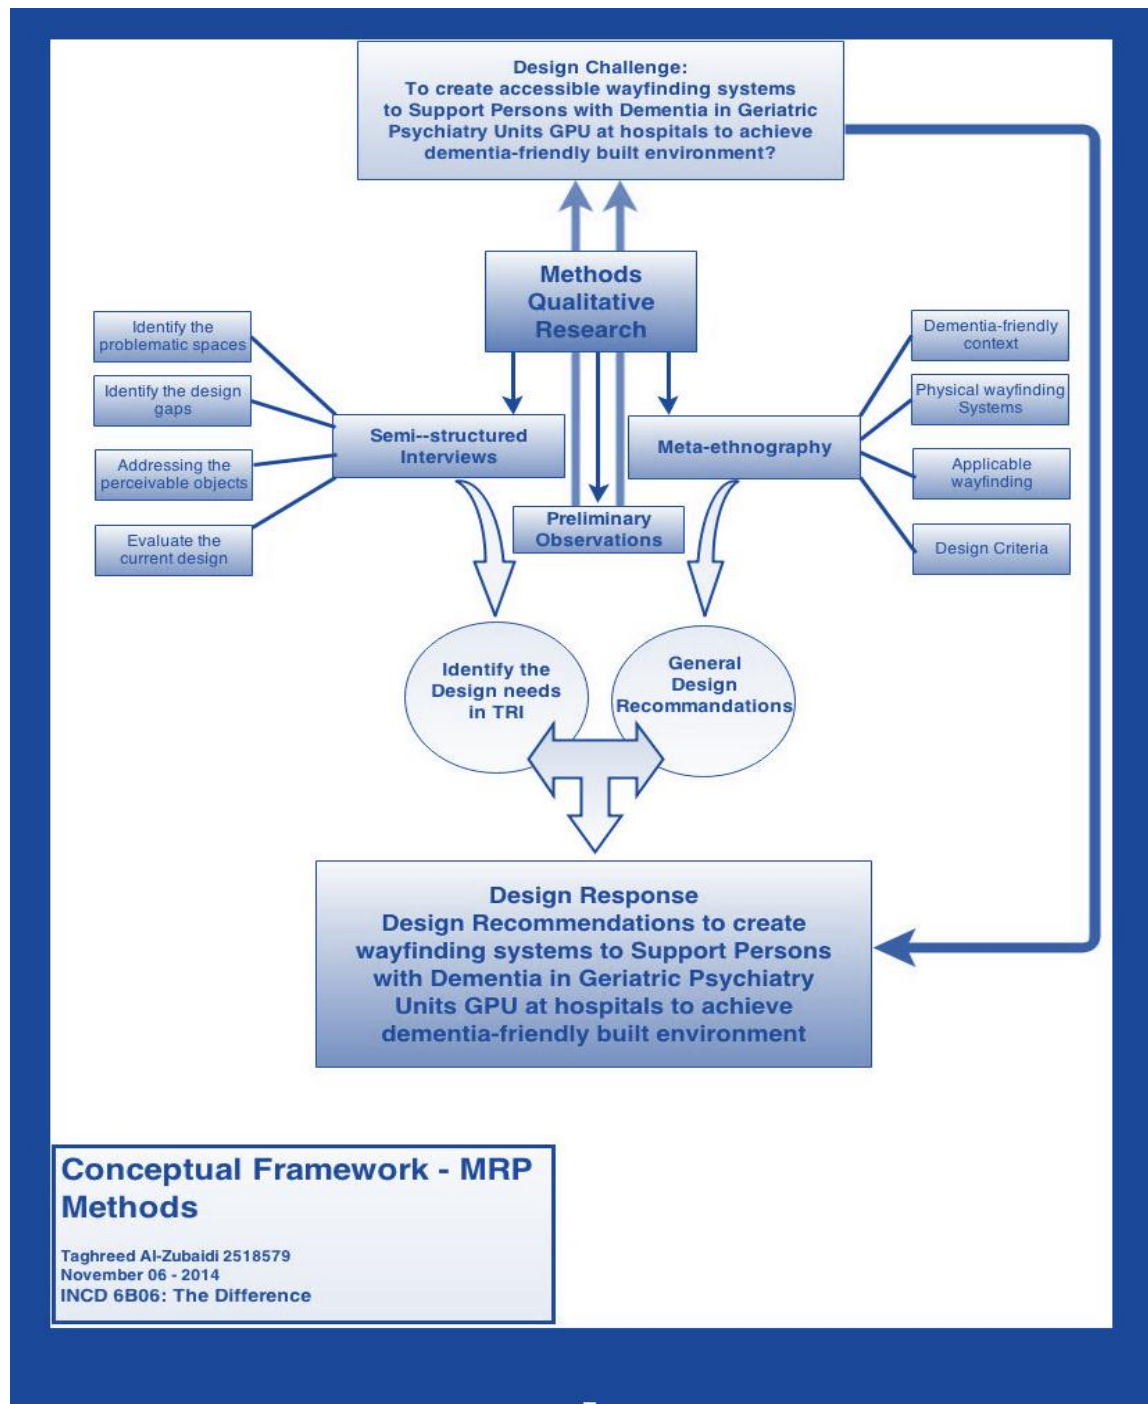 Design Challenge:
To create accessible wayfinding systems
to Support Persons with Dementia in Geriatric
Psychiatry Units GPU at hospitals to achieve
dementia-friendly built environment?
Methods
Qualitative
Research
Identify the
problematic spaces
Identify the design
gaps
Addressing the
perceivable objects
Evaluate the
current design
Semi--structured
Interviews
Preliminary
Observations
Meta-ethnography
Dementia-friendly
context
Physical wayfinding
Systems
Applicable
wayfinding
Design Criteria
Identify the
Design needs
in TRI
General
Design
Recommandations
Design Response
Design Recommendations to create
wayfinding systems to Support Persons
with Dementia in Geriatric Psychiatry
Units GPU at hospitals to achieve
dementia-friendly built environment
Conceptual Framework - MRP
Methods
Taghreed Al-Zubaidi 2518579
November 06 - 2014
INCD 6B06: The Difference